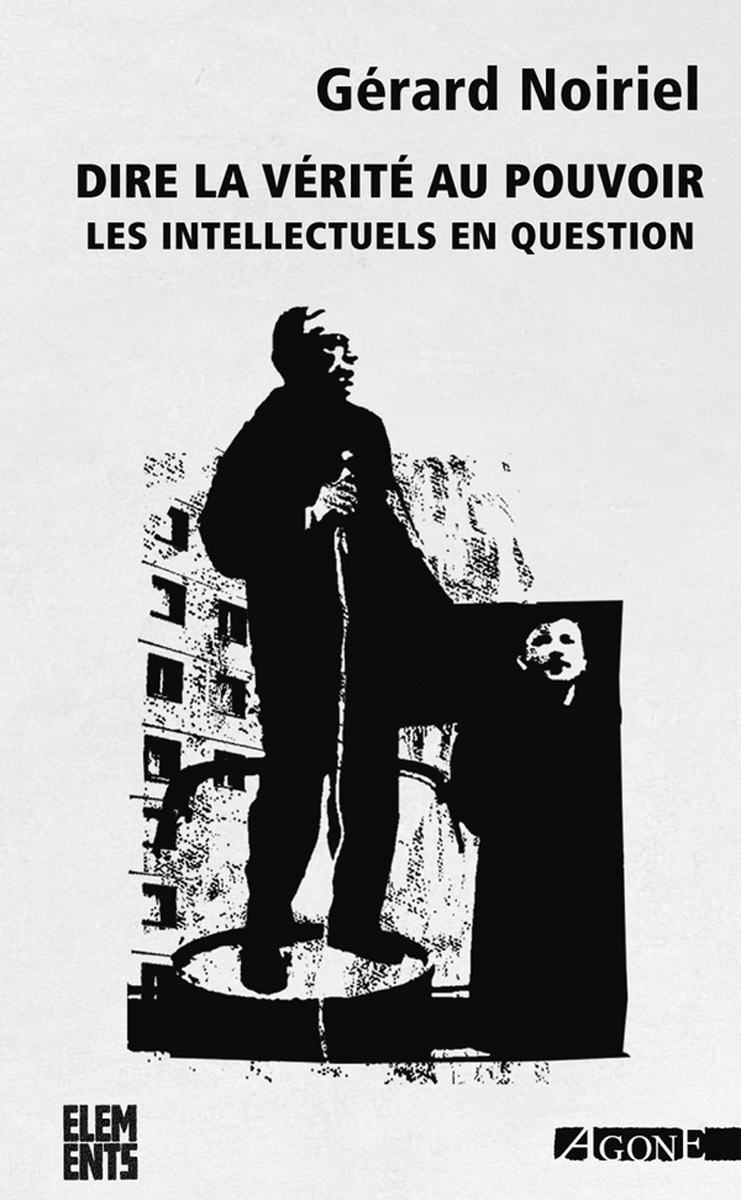 Gérard Noiriel
DIRE LA VÉRITÉ AU POUVOIR
LES INTELLECTUELS EN QUESTION
ELEM
ENTS
AGONE